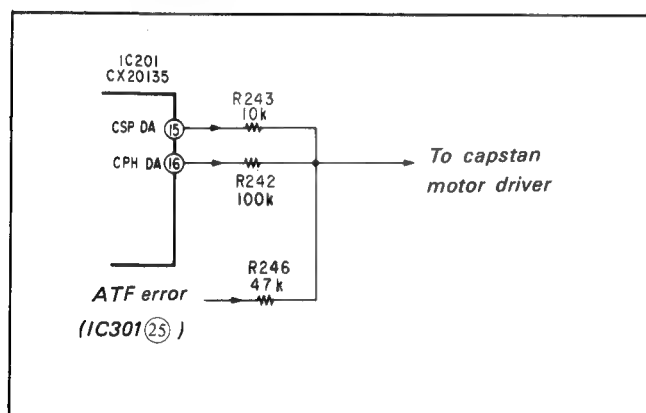 IC201
CX20135
CSP DA 15
CPH DA 16
R243
10k
R242
100k
To capstan
motor driver
R246
47k
ATF error
(IC301 25 )